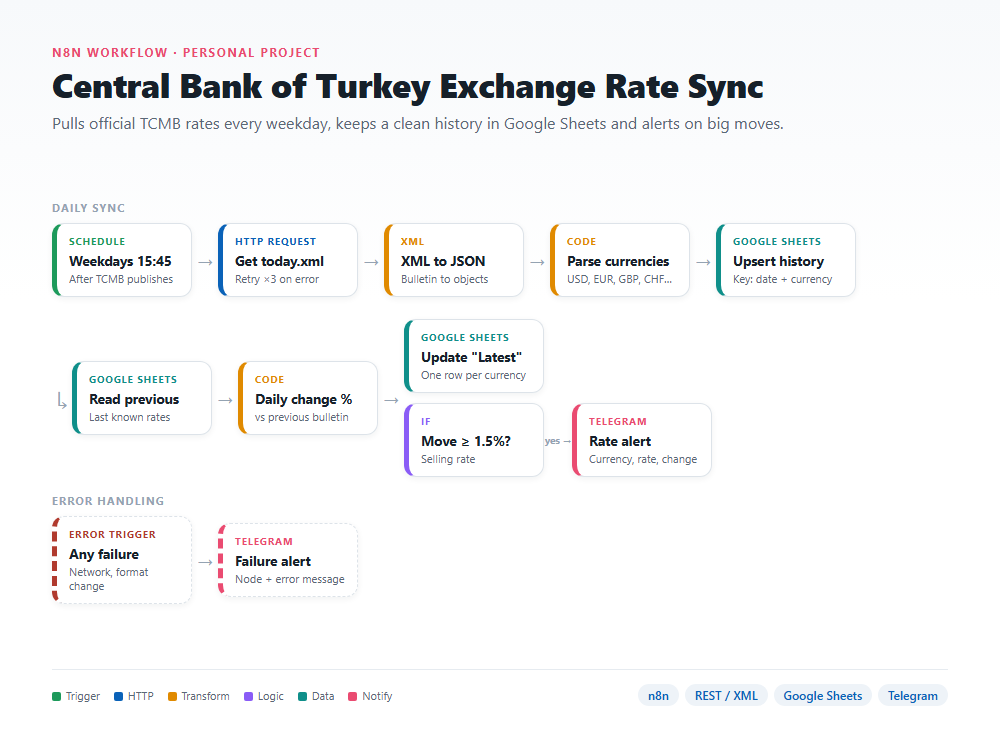 N8N WORKFLOW · PERSONAL PROJECT
Central Bank of Turkey Exchange Rate Sync
Pulls official TCMB rates every weekday, keeps a clean history in Google Sheets and alerts on big moves.
DAILY SYNC
SCHEDULE
Weekdays 15:45
After TCMB publishes
→
HTTP REQUEST
Get today.xml
Retry ×3 on error
→
XML
XML to JSON
Bulletin to objects
→
CODE
Parse currencies
USD, EUR, GBP, CHF...
→
GOOGLE SHEETS
Upsert history
Key: date + currency
↳
GOOGLE SHEETS
Read previous
Last known rates
→
CODE
Daily change %
vs previous bulletin
→
GOOGLE SHEETS
Update "Latest"
One row per currency
IF
Move ≥ 1.5%?
Selling rate
yes →
TELEGRAM
Rate alert
Currency, rate, change
ERROR HANDLING
ERROR TRIGGER
Any failure
Network, format
change
→
TELEGRAM
Failure alert
Node + error message
Trigger
HTTP
Transform
Logic
Data
Notify
n8n
REST / XML
Google Sheets
Telegram